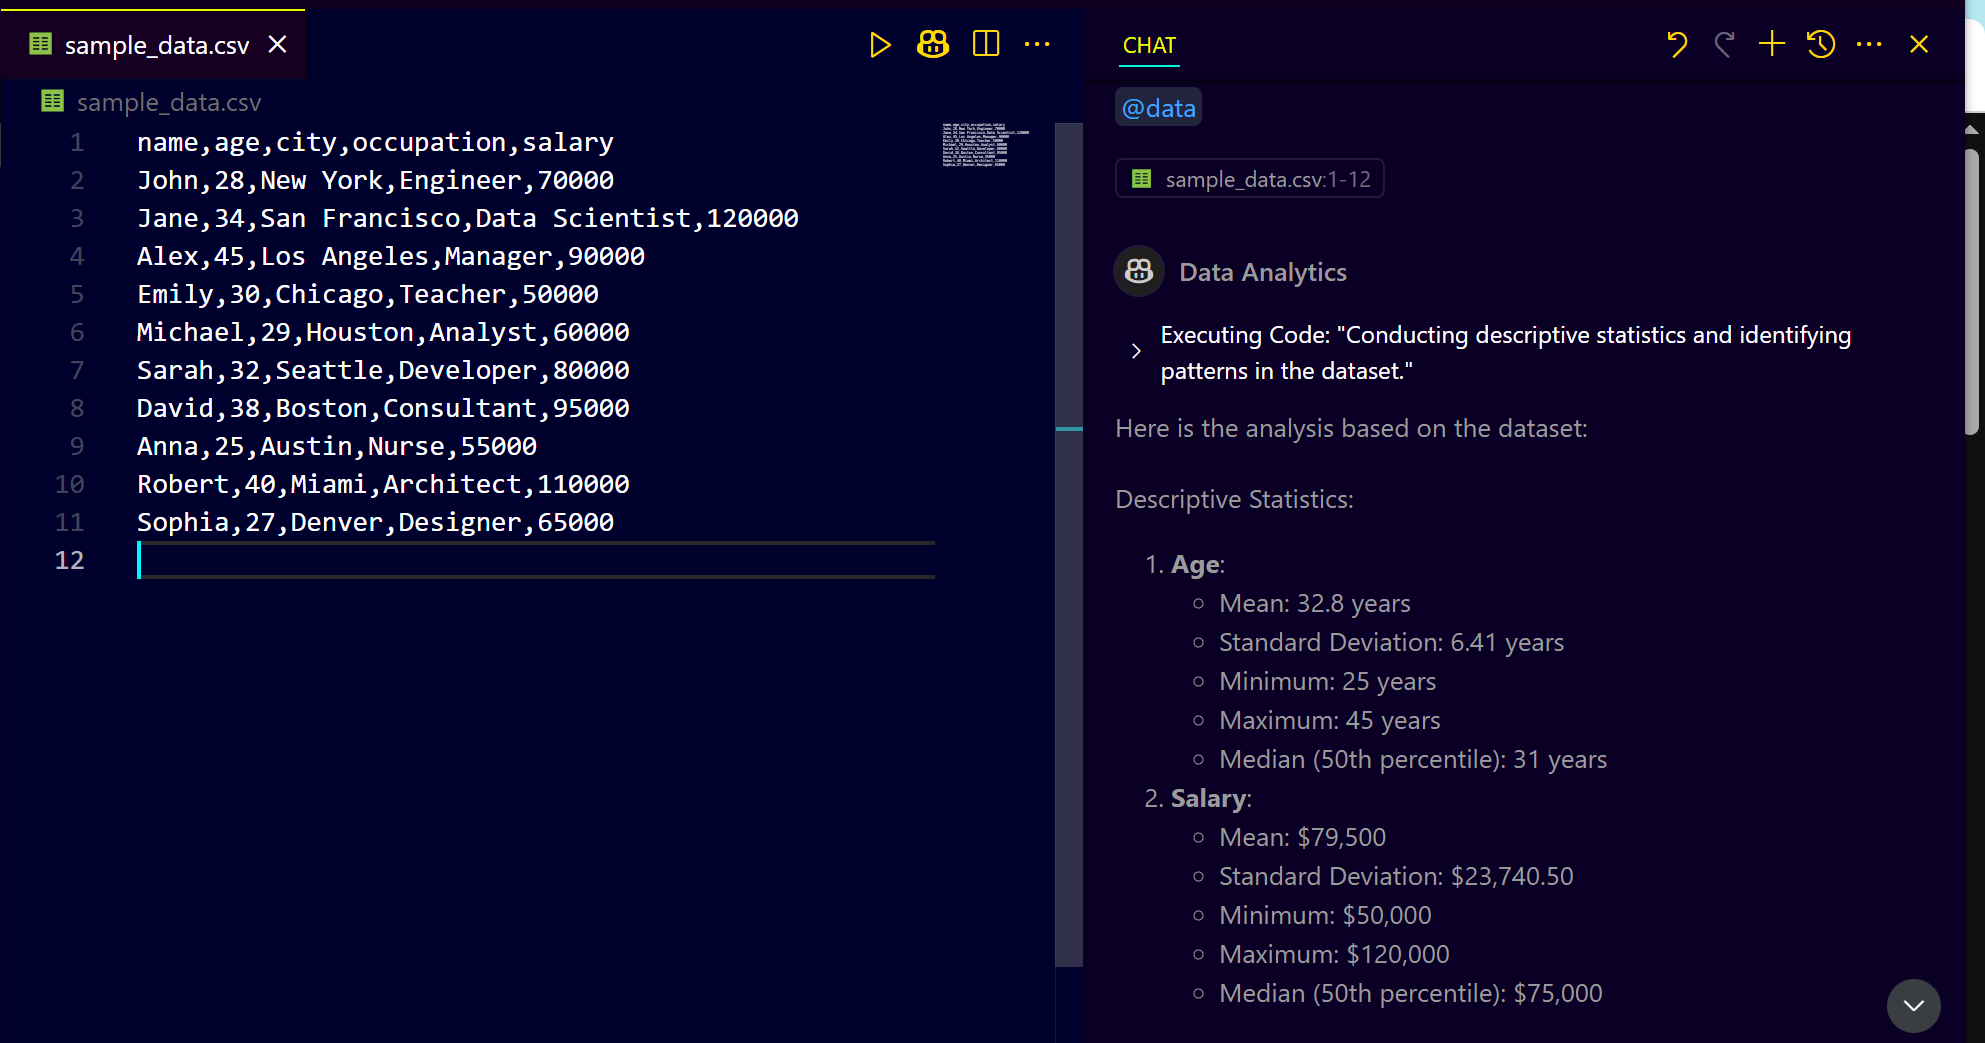 sample_data.csv
sample_data.csv
1 name,age,city,occupation,salary
2 John,28,New York,Engineer,70000
3 Jane,34,San Francisco,Data Scientist,120000
4 Alex,45,Los Angeles,Manager,90000
5 Emily,30,Chicago,Teacher,50000
6 Michael,29,Houston,Analyst,60000
7 Sarah,32,Seattle,Developer,80000
8 David,38,Boston,Consultant,95000
9 Anna,25,Austin,Nurse,55000
10 Robert,40,Miami,Architect,110000
11 Sophia,27,Denver,Designer,65000
12
CHAT
@data
sample_data.csv:1-12
Data Analytics
Executing Code: "Conducting descriptive statistics and identifying
patterns in the dataset."
Here is the analysis based on the dataset:
Descriptive Statistics:
1. Age:
Mean: 32.8 years
Standard Deviation: 6.41 years
Minimum: 25 years
Maximum: 45 years
Median (50th percentile): 31 years
2. Salary:
Mean: $79,500
Standard Deviation: $23,740.50
Minimum: $50,000
Maximum: $120,000
Median (50th percentile): $75,000